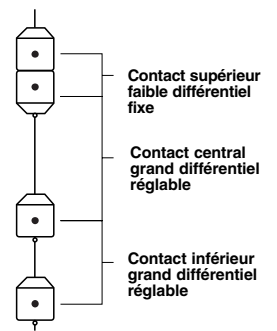 Contact supérieur
faible différentiel
fixe
Contact central
grand différentiel
réglable
Contact inférieur
grand différentiel
réglable